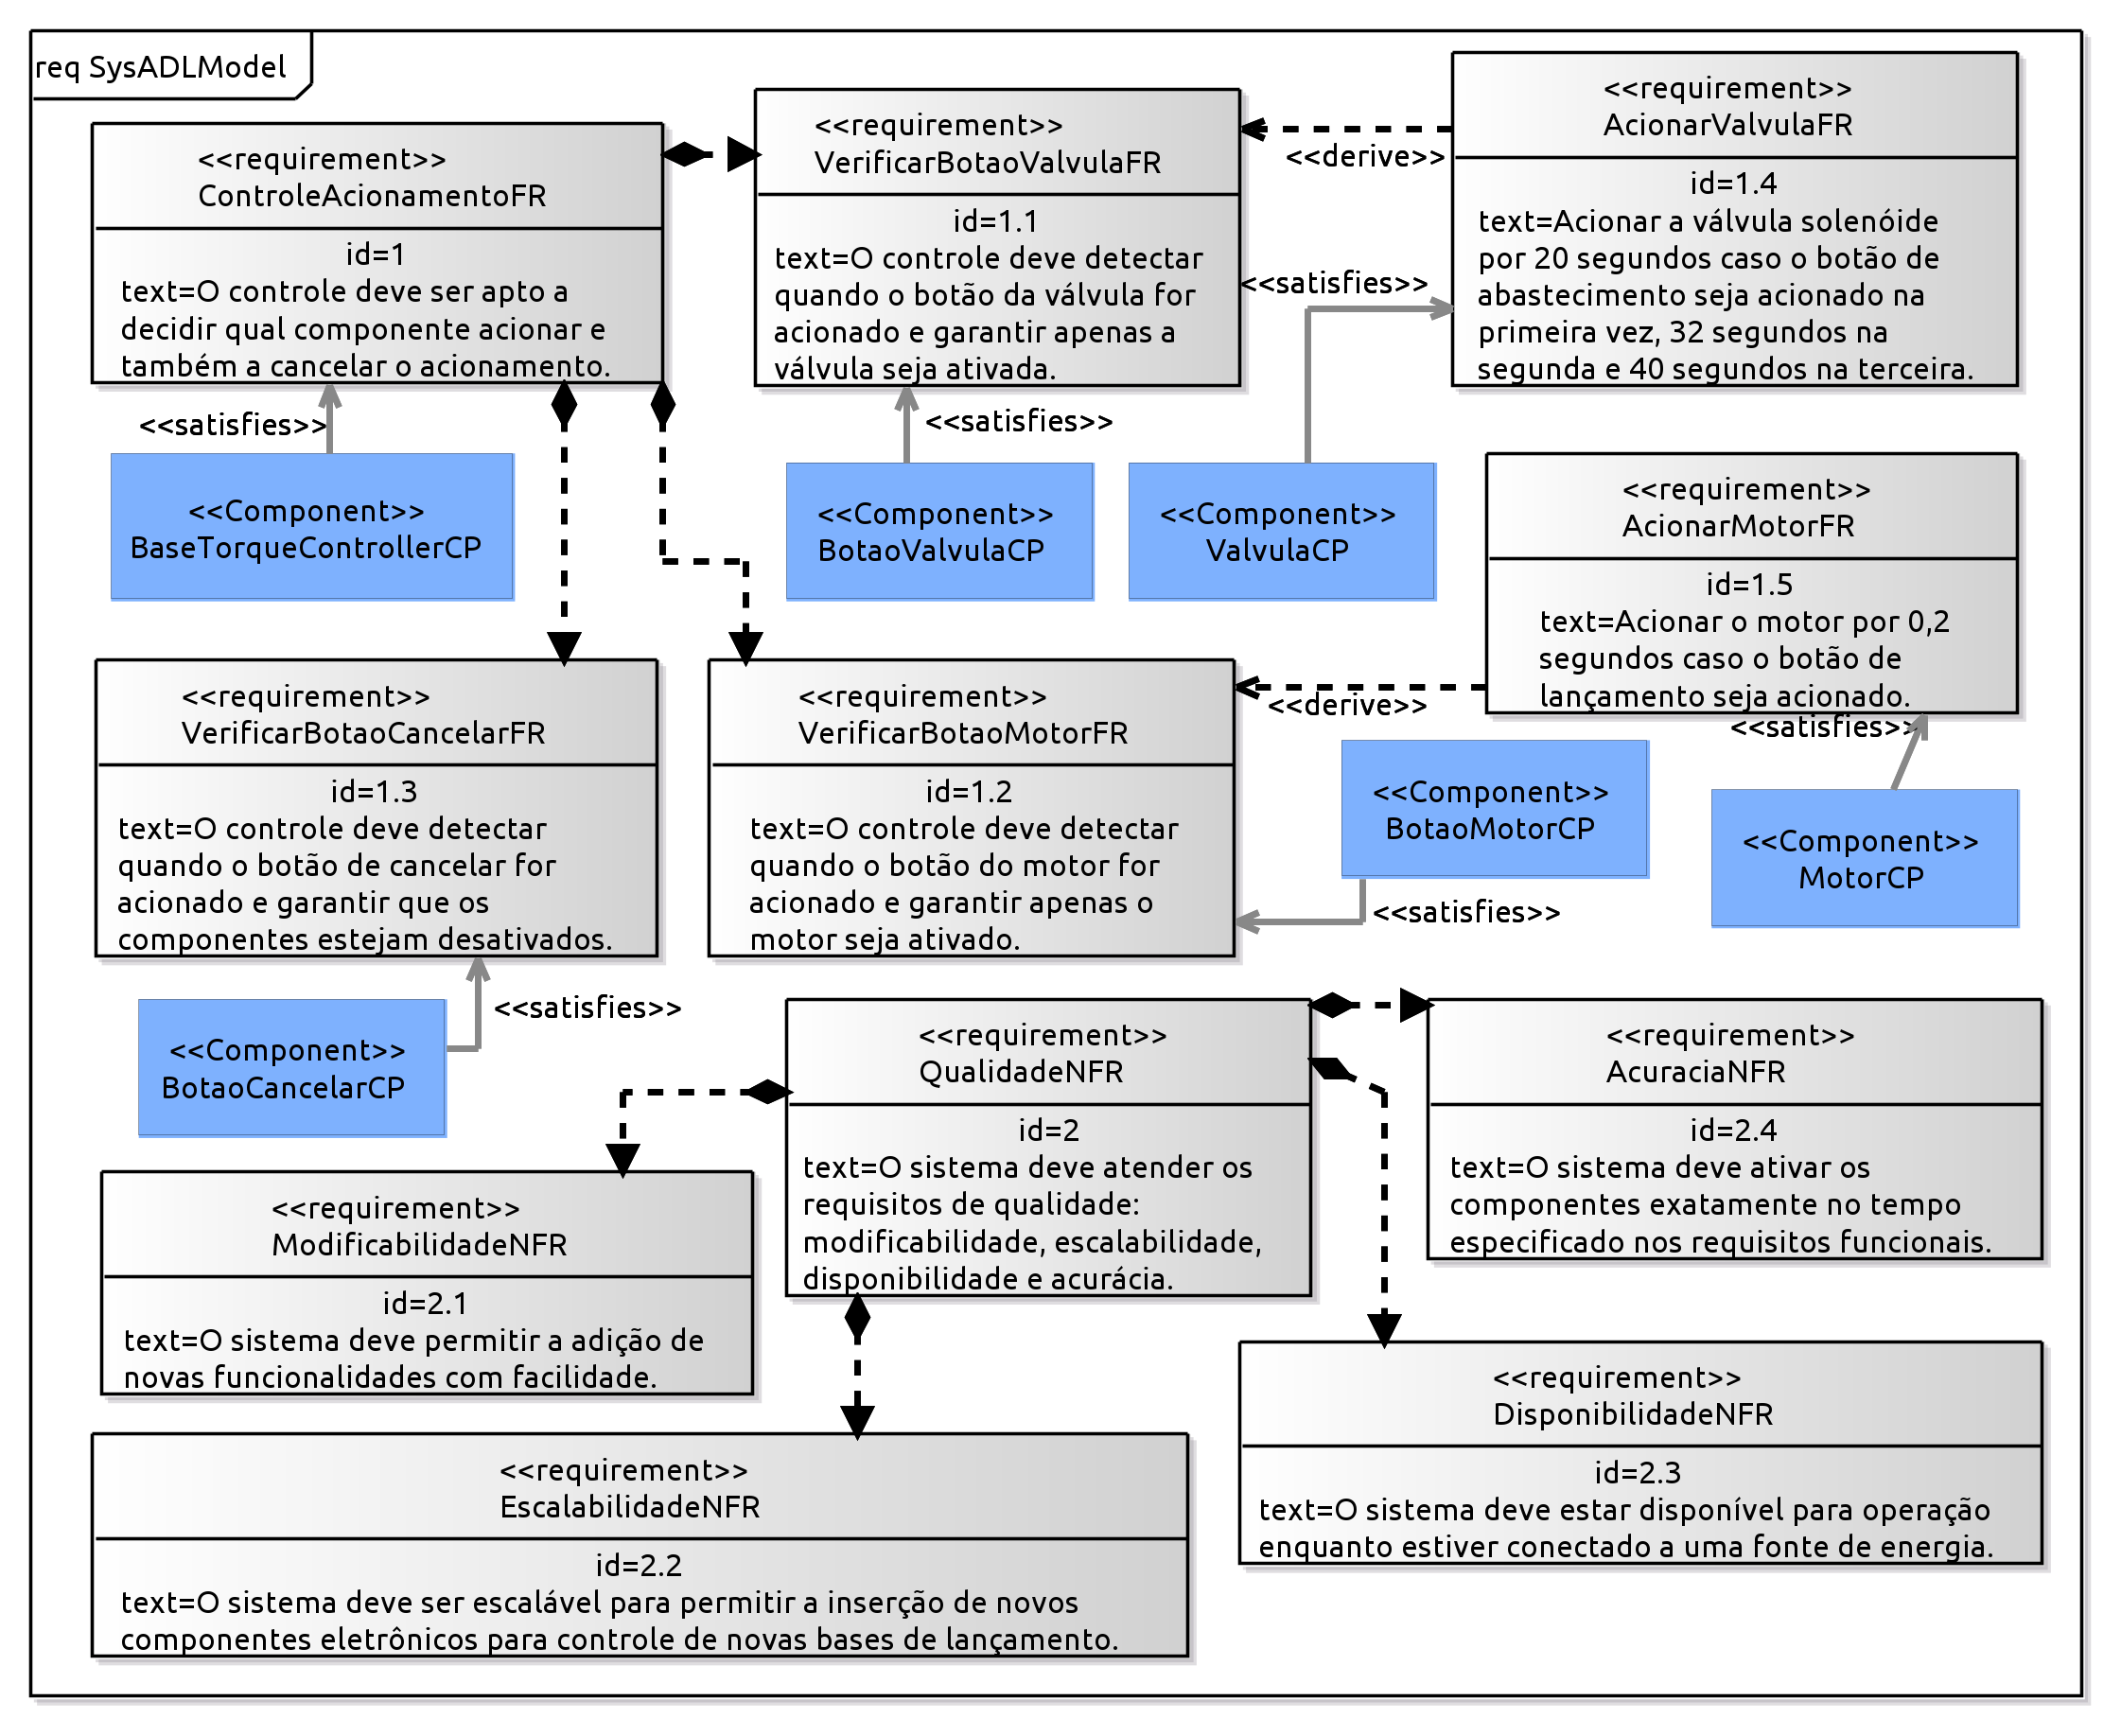 req SysADLModel
<<requirement>>
ControleAcionamentoFR
id=1
text=O controle deve ser apto a
decidir qual componente acionar e
também a cancelar o acionamento.
<<requirement>>
VerificarBotaoValvulaFR
id=1.1
text=O controle deve detectar
quando o botão da válvula for
acionado e garantir apenas a
válvula seja ativada.
<<derive>>
<<requirement>>
AcionarValvulaFR
id=1.4
text=Acionar a válvula solenóide
por 20 segundos caso o botão de
abastecimento seja acionado na
primeira vez, 32 segundos na
segunda e 40 segundos na terceira.
<<satisfies>>
<<satisfies>>
<<satisfies>>
<<Component>>
BaseTorqueControllerCP
<<Component>>
BotaoValvulaCP
<<Component>>
ValvulaCP
<<requirement>>
AcionarMotorFR
id=1.5
text=Acionar o motor por 0,2
segundos caso o botão de
lançamento seja acionado.
<<requirement>>
VerificarBotaoCancelarFR
id=1.3
text=O controle deve detectar
quando o botão de cancelar for
acionado e garantir que os
componentes estejam desativados.
<<requirement>>
VerificarBotaoMotorFR
id=1.2
text=O controle deve detectar
quando o botão do motor for
acionado e garantir apenas o
motor seja ativado.
<<derive>>
<<satisfies>>
<<Component>>
BotaoMotorCP
<<Component>>
MotorCP
<<satisfies>>
<<satisfies>>
<<Component>>
BotaoCancelarCP
<<requirement>>
QualidadeNFR
id=2
text=O sistema deve atender os
requisitos de qualidade:
modificabilidade, escalabilidade,
disponibilidade e acurácia.
<<requirement>>
AcuraciaNFR
id=2.4
text=O sistema deve ativar os
componentes exatamente no tempo
especificado nos requisitos funcionais.
<<requirement>>
ModificabilidadeNFR
id=2.1
text=O sistema deve permitir a adição de
novas funcionalidades com facilidade.
<<requirement>>
DisponibilidadeNFR
id=2.3
text=O sistema deve estar disponível para operação
enquanto estiver conectado a uma fonte de energia.
<<requirement>>
EscalabilidadeNFR
id=2.2
text=O sistema deve ser escalável para permitir a inserção de novos
componentes eletrônicos para controle de novas bases de lançamento.